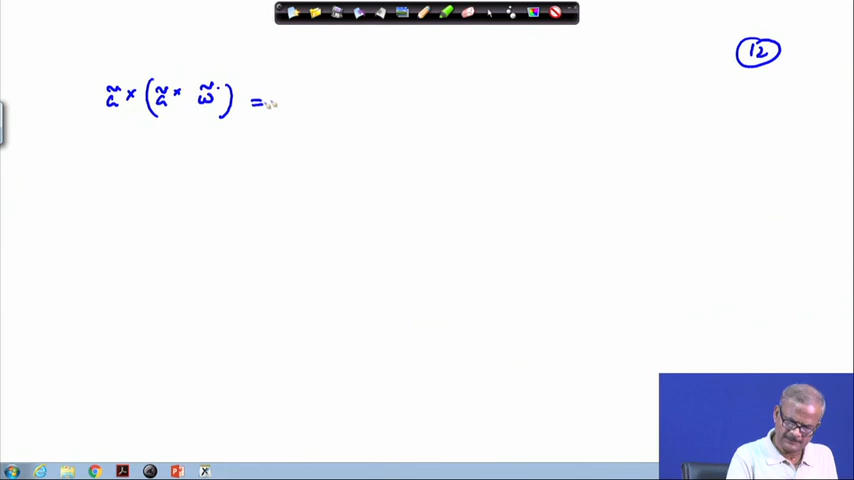 12
ã × (ã × ω̃) =